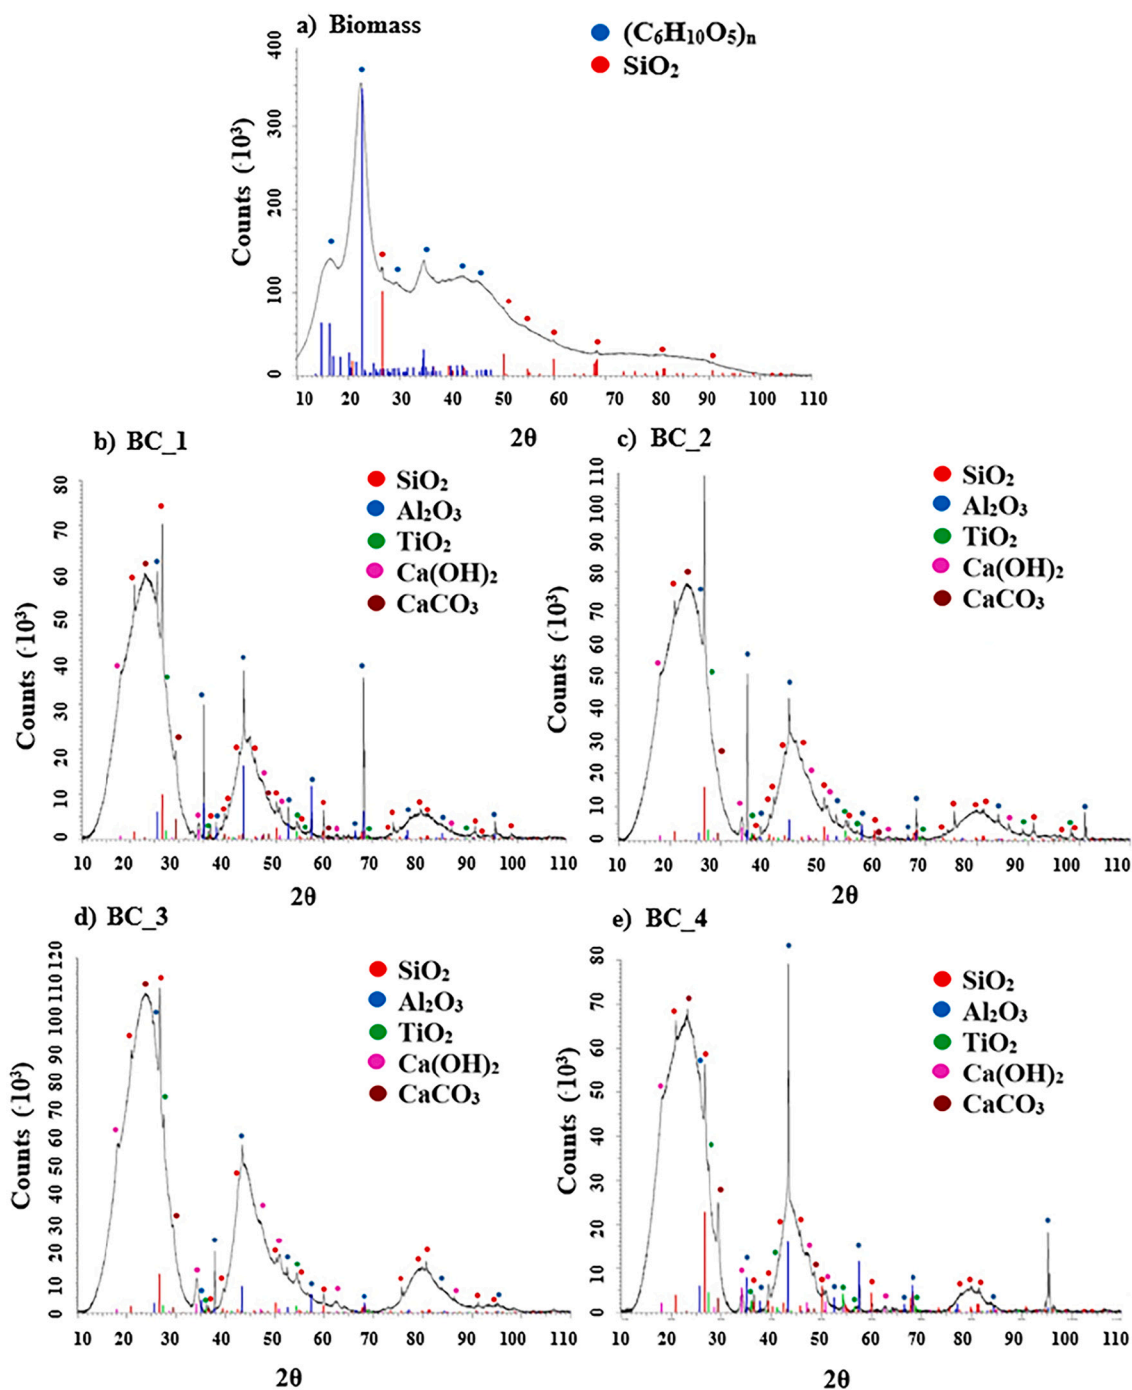 a) Biomass
(C₆H₁₀O₅)ₙ
SiO₂
Counts (·10³)
400
300
200
100
0
10 20 30 40 50 60 70 80 90 100 110
2θ
b) BC_1
SiO₂
Al₂O₃
TiO₂
Ca(OH)₂
CaCO₃
Counts (·10³)
80
70
60
50
40
30
20
10
0
10 20 30 40 50 60 70 80 90 100 110
2θ
c) BC_2
SiO₂
Al₂O₃
TiO₂
Ca(OH)₂
CaCO₃
Counts (·10³)
110
100
90
80
70
60
50
40
30
20
10
0
10 20 30 40 50 60 70 80 90 100 110
2θ
d) BC_3
SiO₂
Al₂O₃
TiO₂
Ca(OH)₂
CaCO₃
Counts (·10³)
120
110
100
90
80
70
60
50
40
30
20
10
0
10 20 30 40 50 60 70 80 90 100 110
2θ
e) BC_4
SiO₂
Al₂O₃
TiO₂
Ca(OH)₂
CaCO₃
Counts (·10³)
80
70
60
50
40
30
20
10
0
10 20 30 40 50 60 70 80 90 100 110
2θ